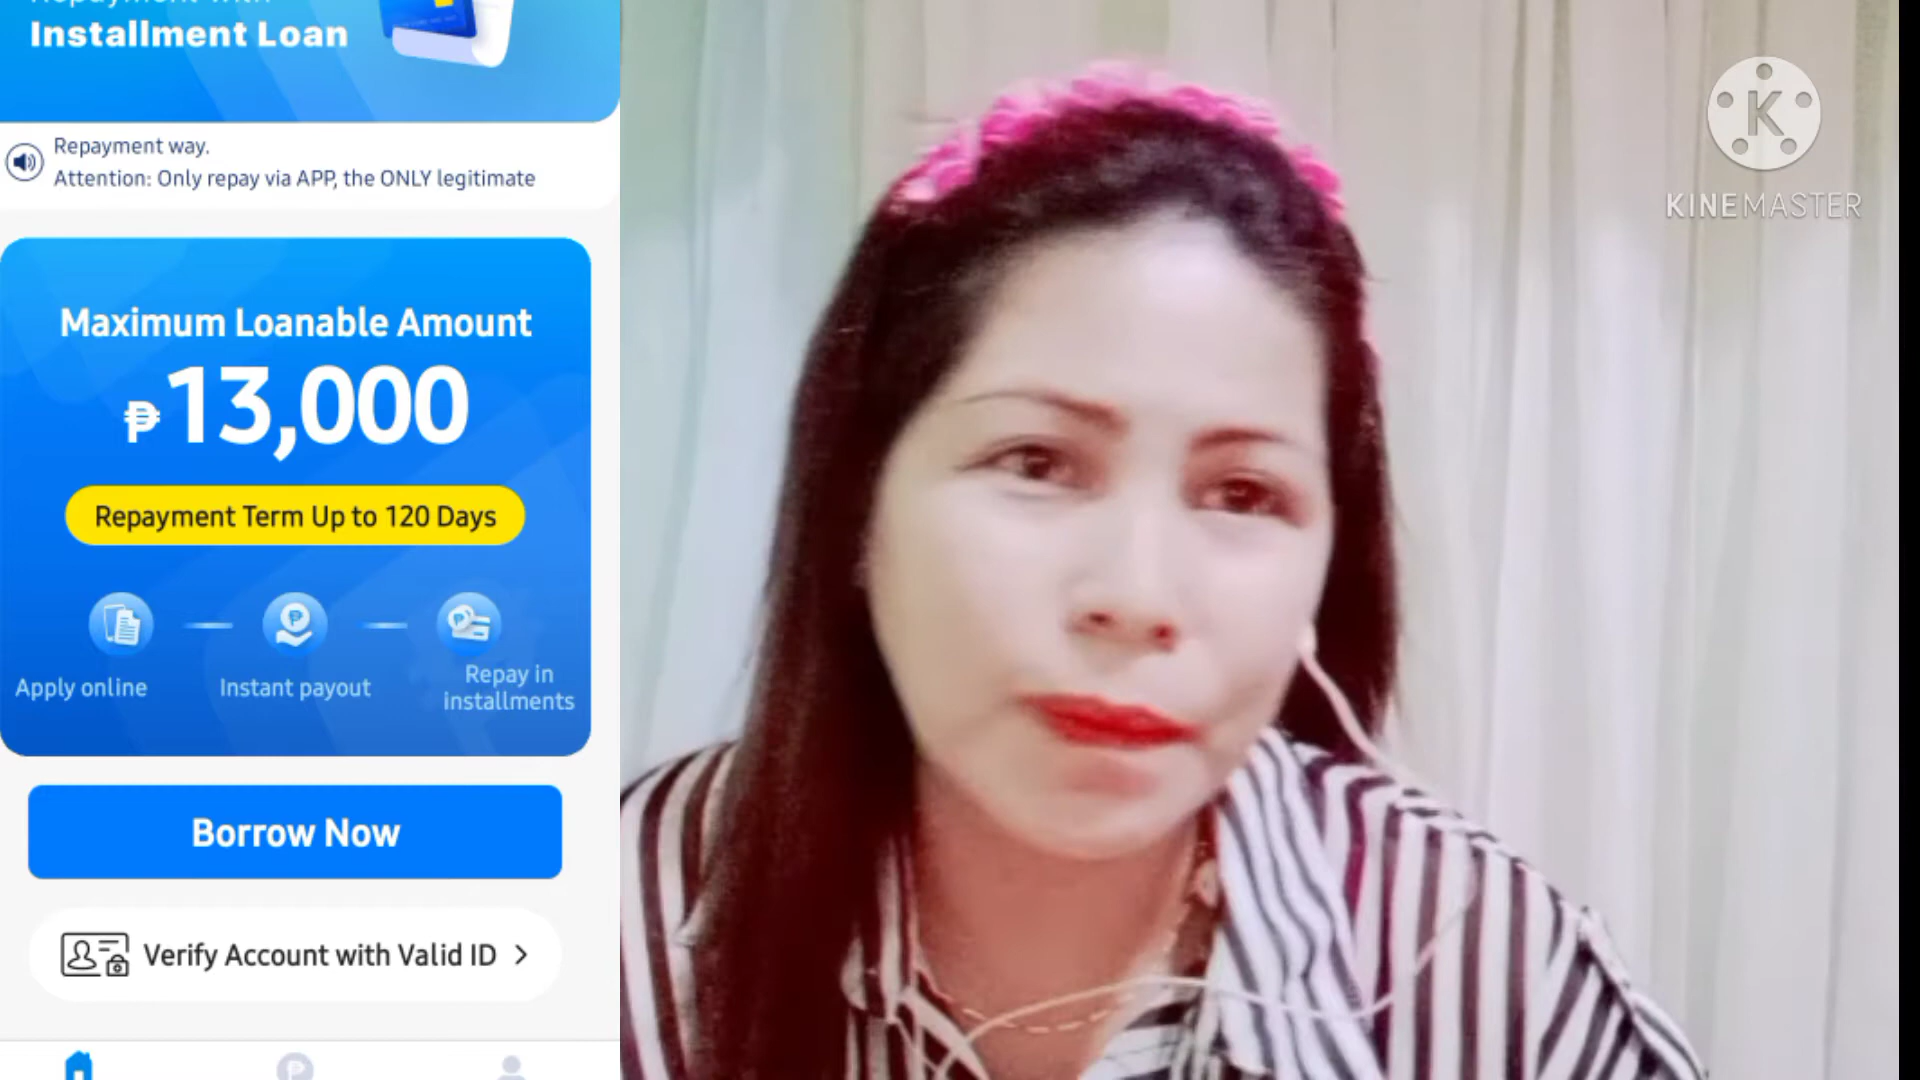 Repayment with
Installment Loan
Repayment way.
Attention: Only repay via APP, the ONLY legitimate
Maximum Loanable Amount
₱13,000
Repayment Term Up to 120 Days
Apply online
Instant payout
Repay in
installments
Borrow Now
Verify Account with Valid ID >
K
KINEMASTER